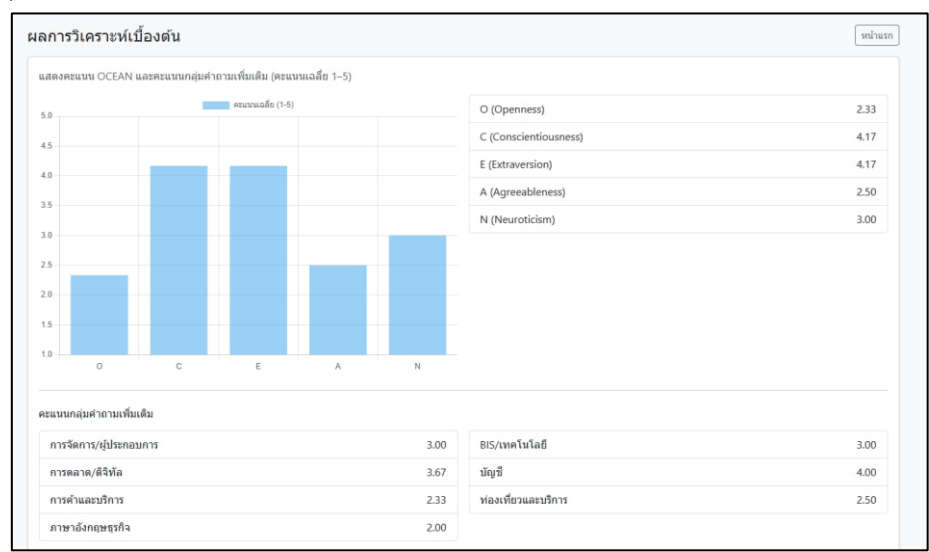 ผลการวิเคราะห์เบื้องต้น
หน้าแรก
แสดงคะแนน OCEAN และคะแนนกลุ่มคำถามเพิ่มเติม (คะแนนเฉลี่ย 1–5)
คะแนนเฉลี่ย (1-5)
5.0
4.5
4.0
3.5
3.0
2.5
2.0
1.5
1.0
O C E A N
O (Openness) 2.33
C (Conscientiousness) 4.17
E (Extraversion) 4.17
A (Agreeableness) 2.50
N (Neuroticism) 3.00
คะแนนกลุ่มคำถามเพิ่มเติม
การจัดการ/ผู้ประกอบการ 3.00
การตลาด/ดิจิทัล 3.67
การค้าและบริการ 2.33
ภาษาอังกฤษธุรกิจ 2.00
BIS/เทคโนโลยี 3.00
บัญชี 4.00
ท่องเที่ยวและบริการ 2.50